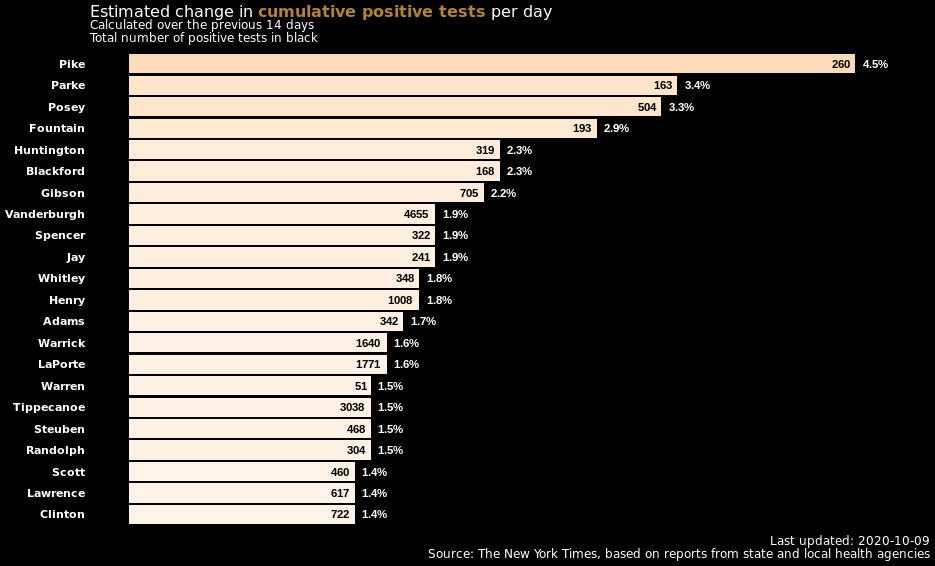 Estimated change in cumulative positive tests per day
Calculated over the previous 14 days
Total number of positive tests in black
Pike 260 4.5%
Parke 163 3.4%
Posey 504 3.3%
Fountain 193 2.9%
Huntington 319 2.3%
Blackford 168 2.3%
Gibson 705 2.2%
Vanderburgh 4655 1.9%
Spencer 322 1.9%
Jay 241 1.9%
Whitley 348 1.8%
Henry 1008 1.8%
Adams 342 1.7%
Warrick 1640 1.6%
LaPorte 1771 1.6%
Warren 51 1.5%
Tippecanoe 3038 1.5%
Steuben 468 1.5%
Randolph 304 1.5%
Scott 460 1.4%
Lawrence 617 1.4%
Clinton 722 1.4%
Last updated: 2020-10-09
Source: The New York Times, based on reports from state and local health agencies